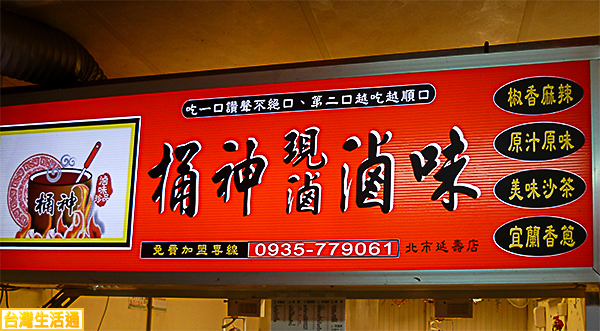 吃一口讚聲不絕口、第二口越吃越順口
桶神 現滷 滷味
免費加盟專線 0935-779061 北市延壽店
椒香麻辣
原汁原味
美味沙茶
宜蘭香蔥
桶神
台灣生活通